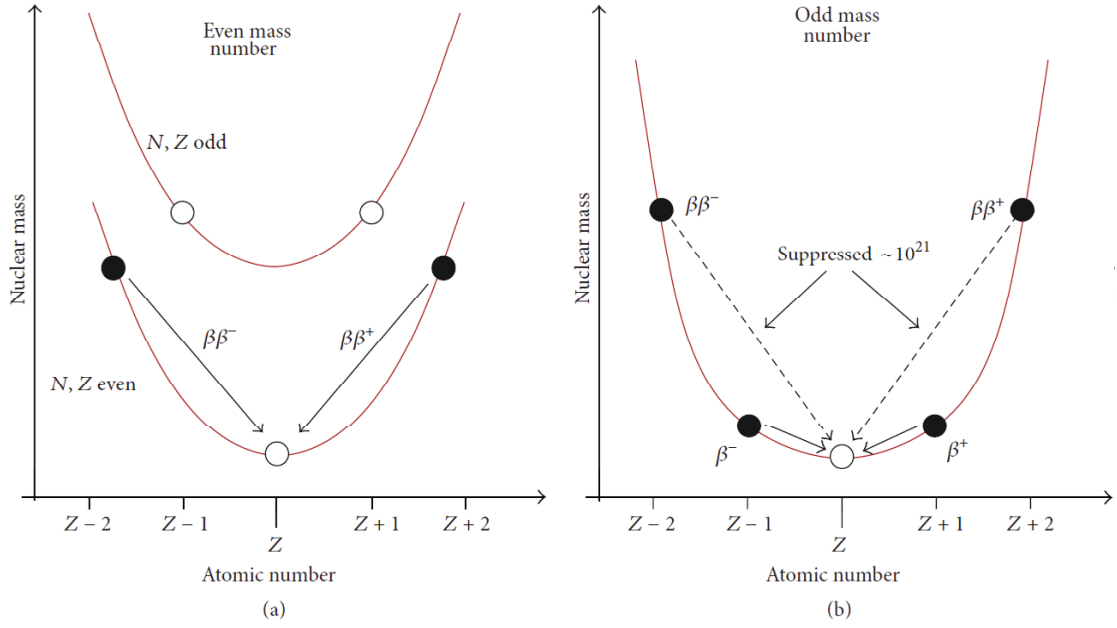 Even mass
number
N, Z odd
Nuclear mass
ββ⁻
ββ⁺
N, Z even
Z − 2
Z − 1
Z
Z + 1
Z + 2
Atomic number
(a)
Odd mass
number
ββ⁻
ββ⁺
Suppressed ~10²¹
Nuclear mass
β⁻
β⁺
Z − 2
Z − 1
Z
Z + 1
Z + 2
Atomic number
(b)